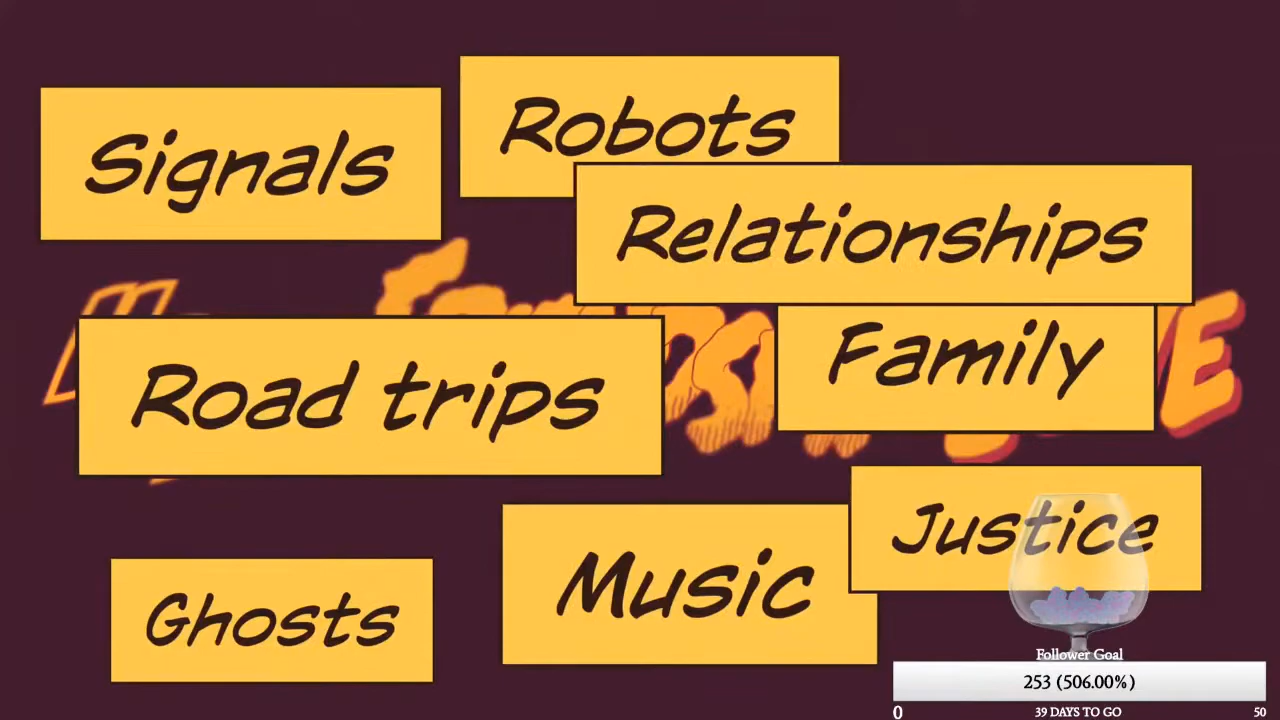 Robots
Signals
Relationships
Family
Road trips
Justice
Music
Ghosts
Follower Goal
253 (506.00%)
0 39 DAYS TO GO 50